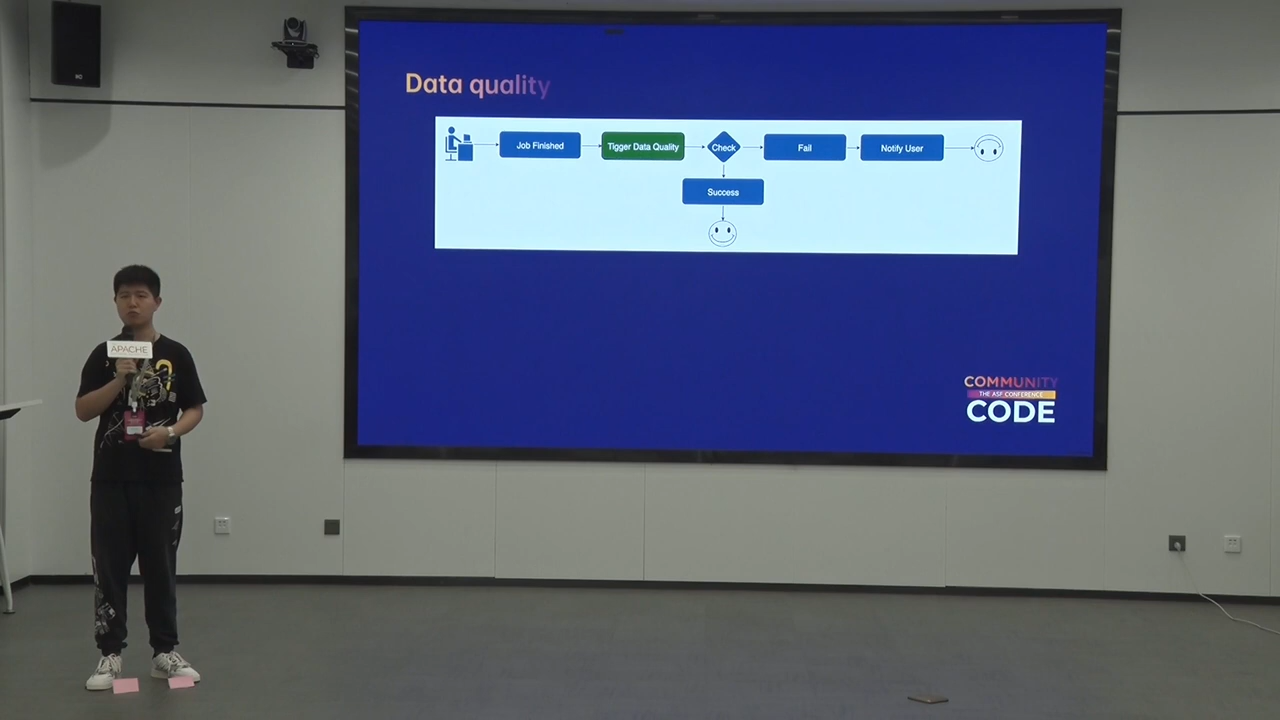 Data quality
Job Finished
Tigger Data Quality
Check
Fail
Notify User
Success
APACHE
COMMUNITY
THE ASF CONFERENCE
CODE